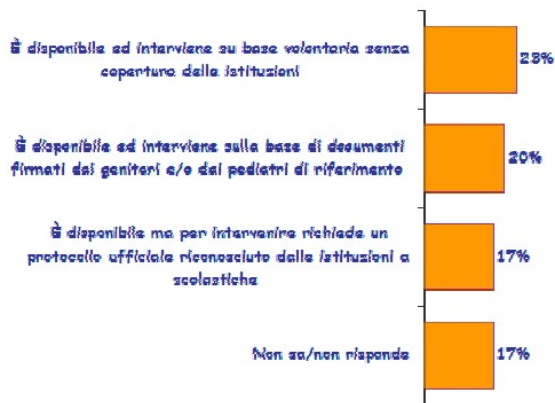 È disponibile ed interviene su base volontaria senza
copertura delle istituzioni
23%
È disponibile ed interviene sulla base di documenti
firmati dai genitori e/o dai pediatri di riferimento
20%
È disponibile ma per intervenire richiede un
protocollo ufficiale riconosciuto dalle istituzioni a
scolastiche
17%
Non sa/non risponde
17%